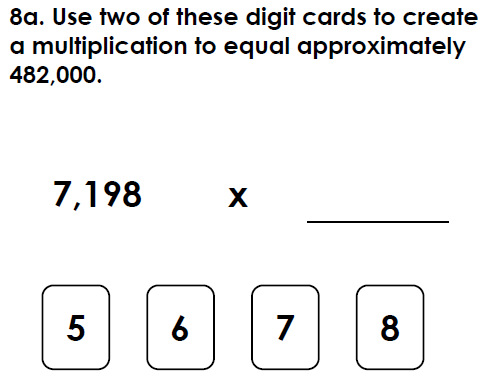 8a. Use two of these digit cards to create
a multiplication to equal approximately
482,000.
7,198 x
5 6 7 8